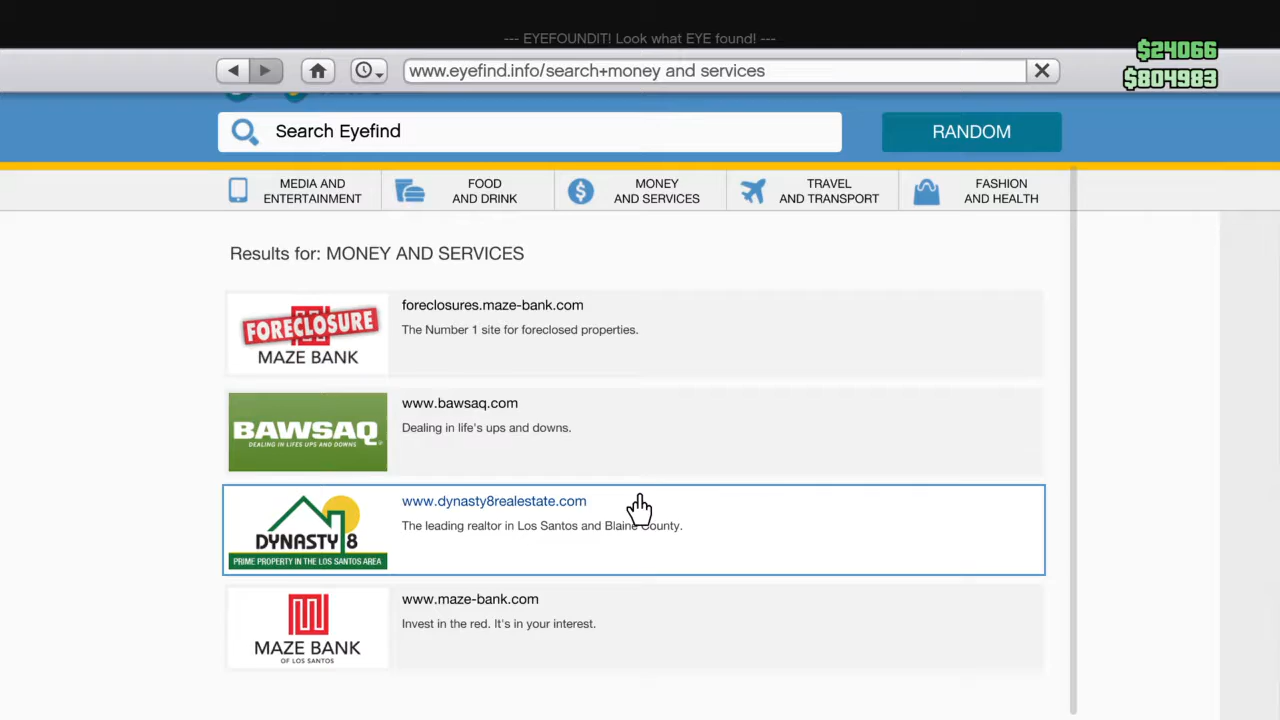 --- EYEFOUNDIT! Look what EYE found! ---
$24066
www.eyefind.info/search+money and services
$804983
Search Eyefind
RANDOM
MEDIA AND
ENTERTAINMENT
FOOD
AND DRINK
MONEY
AND SERVICES
TRAVEL
AND TRANSPORT
FASHION
AND HEALTH
Results for: MONEY AND SERVICES
FORECLOSURE
MAZE BANK
foreclosures.maze-bank.com
The Number 1 site for foreclosed properties.
BAWSAQ
DEALING IN LIFES UPS AND DOWNS
www.bawsaq.com
Dealing in life's ups and downs.
DYNASTY 8
PRIME PROPERTY IN THE LOS SANTOS AREA
www.dynasty8realestate.com
The leading realtor in Los Santos and Blaine County.
MAZE BANK
OF LOS SANTOS
www.maze-bank.com
Invest in the red. It's in your interest.